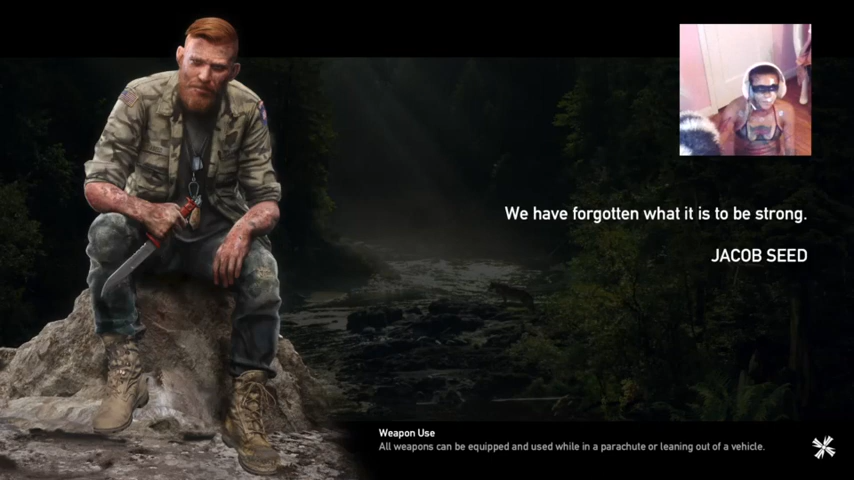 We have forgotten what it is to be strong.
JACOB SEED
Weapon Use
All weapons can be equipped and used while in a parachute or leaning out of a vehicle.